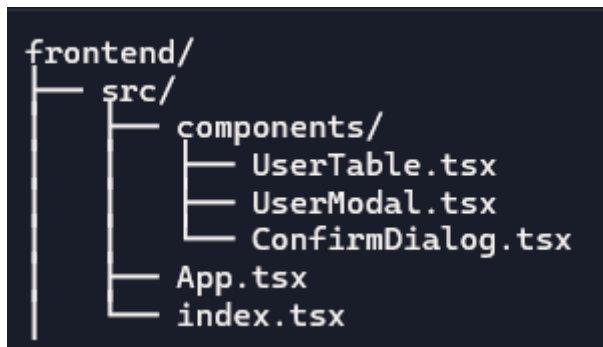 frontend/
├── src/
│   ├── components/
│   │   ├── UserTable.tsx
│   │   ├── UserModal.tsx
│   │   └── ConfirmDialog.tsx
│   ├── App.tsx
│   └── index.tsx